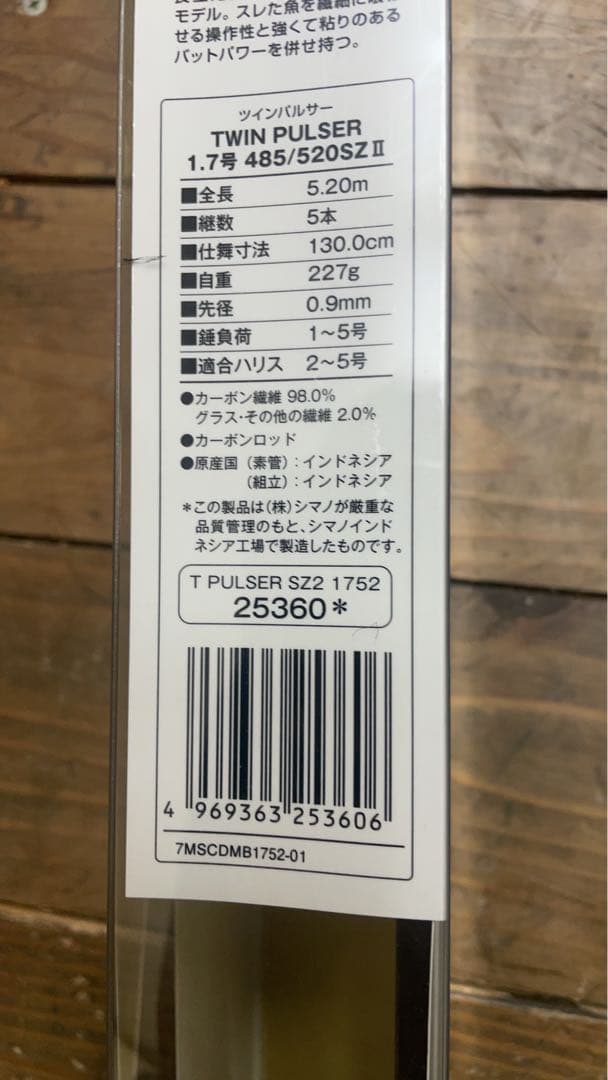 モデル。スレた魚を繊細に
せる操作性と強くて粘りのある
バットパワーを併せ持つ。
ツインパルサー
TWIN PULSER
1.7号 485/520SZⅡ
■全長 5.20m
■継数 5本
■仕舞寸法 130.0cm
■自重 227g
■先径 0.9mm
■錘負荷 1～5号
■適合ハリス 2～5号
●カーボン繊維 98.0%
グラス・その他の繊維 2.0%
●カーボンロッド
●原産国（素管）：インドネシア
（組立）：インドネシア
＊この製品は（株）シマノが厳重な
品質管理のもと、シマノインド
ネシア工場で製造したものです。
T PULSER SZ2 1752
25360＊
4 969363 253606
7MSCDMB1752-01